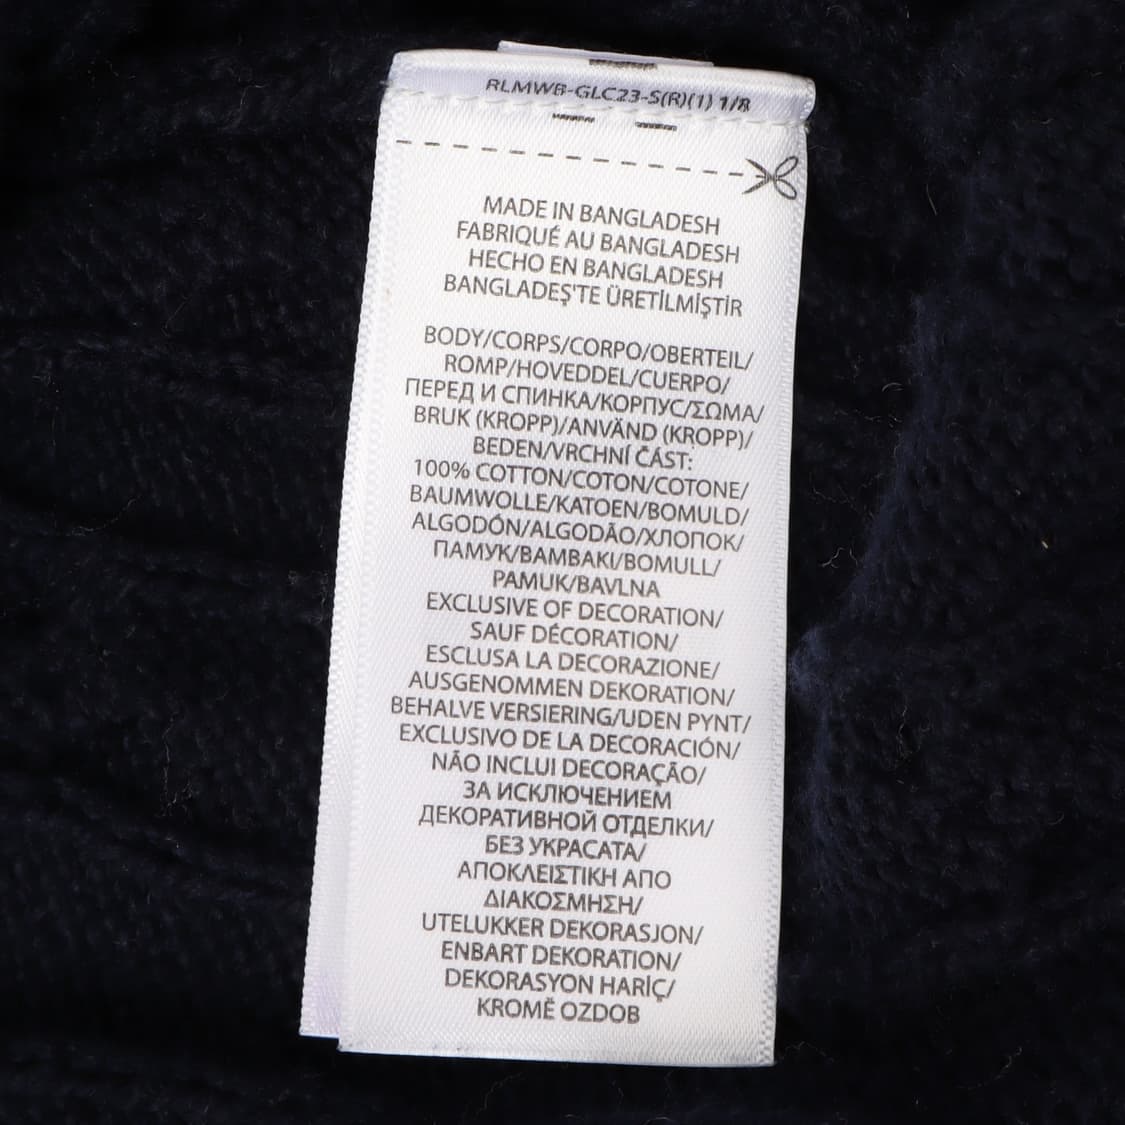 RLMWB-GLC23-S(R)(1) 1/8
MADE IN BANGLADESH
FABRIQUÉ AU BANGLADESH
HECHO EN BANGLADESH
BANGLADEŞ'TE ÜRETİLMİŞTİR
BODY/CORPS/CORPO/OBERTEIL/
ROMP/HOVEDDEL/CUERPO/
ПЕРЕД И СПИНКА/КОРПУС/ΣΩΜΑ/
BRUK (KROPP)/ANVÄND (KROPP)/
BEDEN/VRCHNÍ ČÁST:
100% COTTON/COTON/COTONE/
BAUMWOLLE/KATOEN/BOMULD/
ALGODÓN/ALGODÃO/ХЛОПОК/
ПАМУК/ΒΑΜΒΑΚΙ/BOMULL/
PAMUK/BAVLNA
EXCLUSIVE OF DECORATION/
SAUF DÉCORATION/
ESCLUSA LA DECORAZIONE/
AUSGENOMMEN DEKORATION/
BEHALVE VERSIERING/UDEN PYNT/
EXCLUSIVO DE LA DECORACIÓN/
NÃO INCLUI DECORAÇÃO/
ЗА ИСКЛЮЧЕНИЕМ
ДЕКОРАТИВНОЙ ОТДЕЛКИ/
БЕЗ УКРАСАТА/
ΑΠΟΚΛΕΙΣΤΙΚΗ ΑΠΟ
ΔΙΑΚΟΣΜΗΣΗ/
UTELUKKER DEKORASJON/
ENBART DEKORATION/
DEKORASYON HARİÇ/
KROMĚ OZDOB